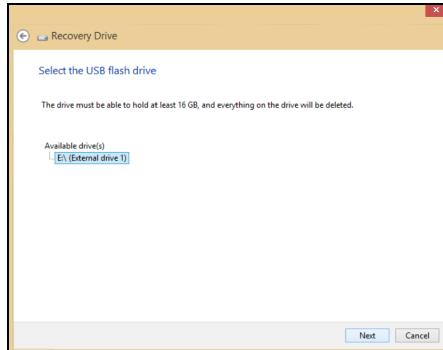 Recovery Drive
Select the USB flash drive
The drive must be able to hold at least 16 GB, and everything on the drive will be deleted.
Available drive(s)
E:\ (External drive 1)
Next Cancel